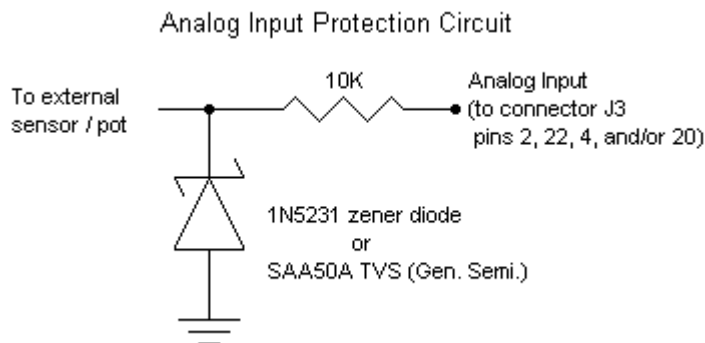 Analog Input Protection Circuit
10K
To external
sensor / pot
Analog Input
(to connector J3
pins 2, 22, 4, and/or 20)
1N5231 zener diode
or
SAA50A TVS (Gen. Semi.)